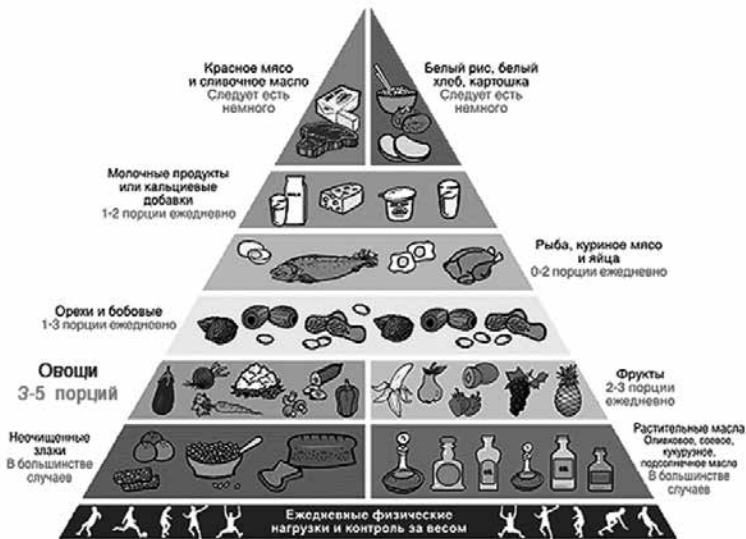 Красное мясо
и сливочное масло
Следует есть
немного
Белый рис, белый
хлеб, картошка
Следует есть
немного
Молочные продукты
или кальциевые
добавки
1-2 порции ежедневно
Рыба, куриное мясо
и яйца
0-2 порции ежедневно
Орехи и бобовые
1-3 порции ежедневно
Овощи
3-5 порций
Фрукты
2-3 порции
ежедневно
Неочищенные
злаки
В большинстве
случаев
Растительные масла
Оливковое, соевое,
кукурузное,
подсолнечное масло
В большинстве
случаев
Ежедневные физические
нагрузки и контроль за весом